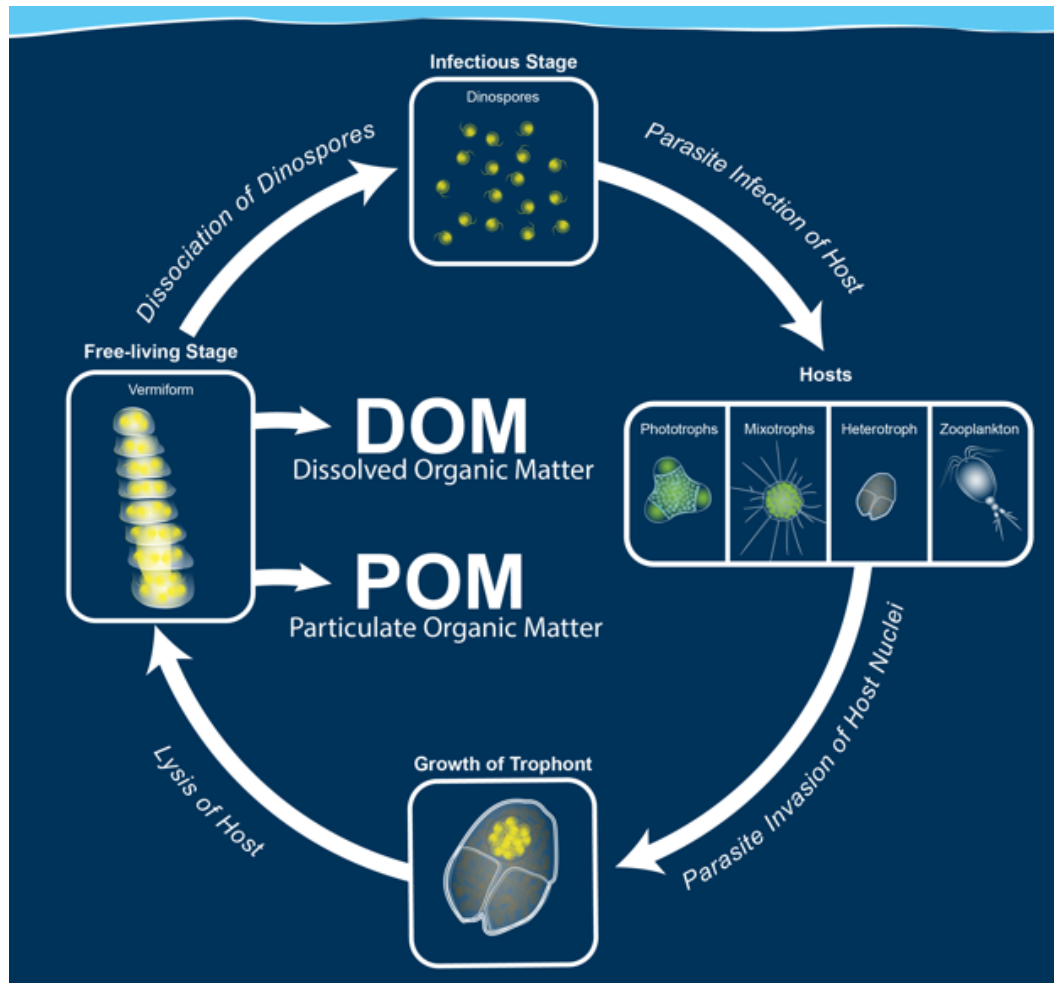 Infectious Stage
Dinospores
Dissociation of Dinospores
Parasite Infection of Host
Free-living Stage
Vermiform
DOM
Dissolved Organic Matter
POM
Particulate Organic Matter
Hosts
Phototrophs
Mixotrophs
Heterotroph
Zooplankton
Parasite Invasion of Host Nuclei
Growth of Trophont
Lysis of Host